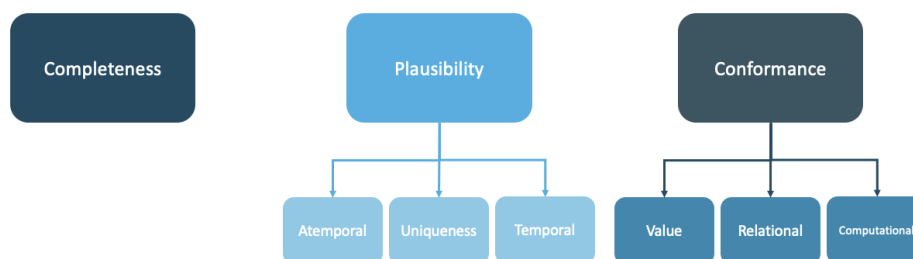 Completeness
Plausibility
Conformance
Atemporal
Uniqueness
Temporal
Value
Relational
Computational